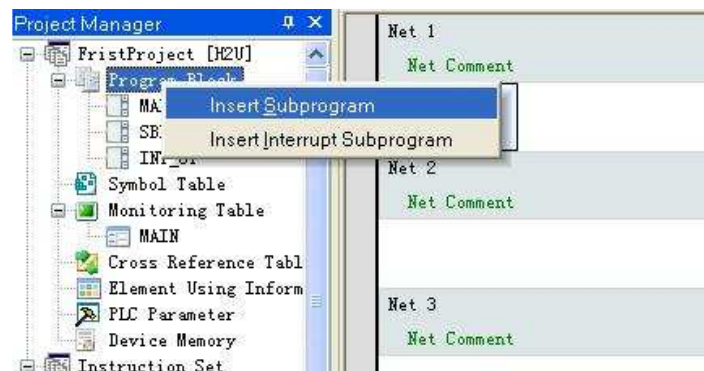 Project Manager
FristProject [H2U]
Program Block
MA
Insert Subprogram
SB
Insert Interrupt Subprogram
Symbol Table
Monitoring Table
MAIN
Cross Reference Tabl
Element Using Inform
PLC Parameter
Device Memory
Instruction Set
Net 1
Net Comment
Net 2
Net Comment
Net 3
Net Comment